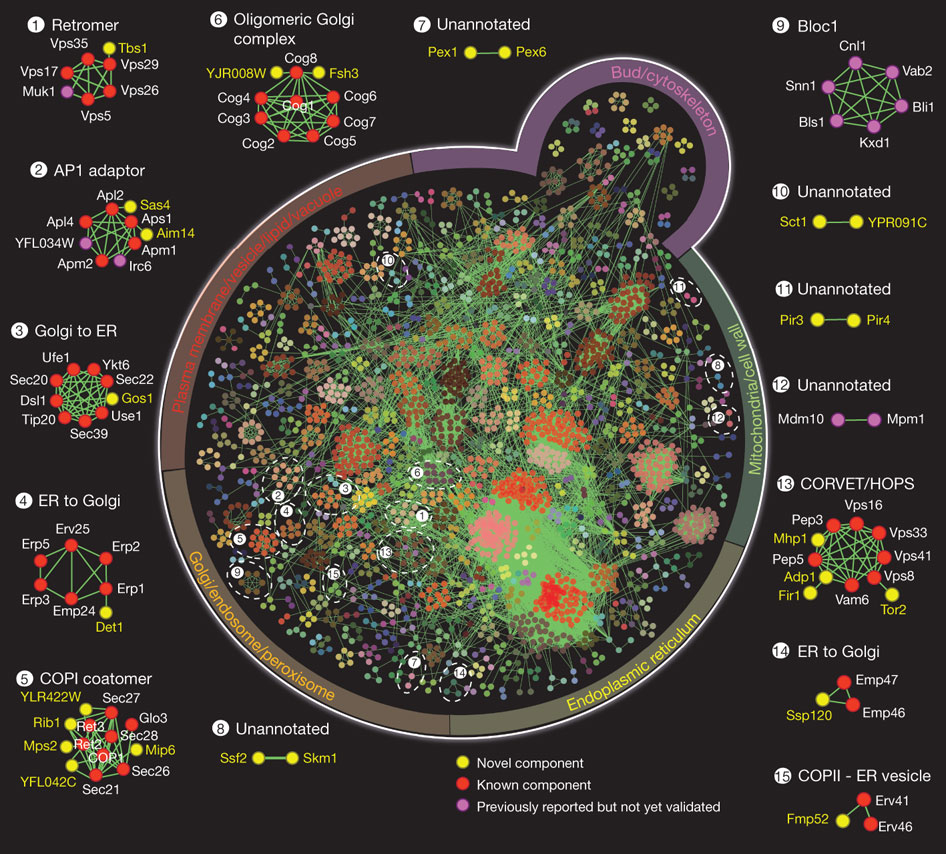 1 Retromer
Vps35
Tbs1
Vps17
Vps29
Muk1
Vps26
Vps5
2 AP1 adaptor
Apl2
Sas4
Apl4
Aps1
Aim14
YFL034W
Apm1
Apm2
Irc6
3 Golgi to ER
Ufe1
Ykt6
Sec20
Sec22
Dsl1
Gos1
Tip20
Use1
Sec39
4 ER to Golgi
Erv25
Erp5
Erp2
Erp3
Erp1
Emp24
Det1
5 COPI coatomer
YLR422W
Sec27
Rib1
Ret3
Glo3
Sec28
Mps2
Ret2
Mip6
COP1
YFL042C
Sec26
Sec21
6 Oligomeric Golgi
complex
Cog8
YJR008W
Fsh3
Cog4
Cog1
Cog6
Cog3
Cog7
Cog2
Cog5
7 Unannotated
Pex1
Pex6
8 Unannotated
Ssf2
Skm1
9 Bloc1
Cnl1
Vab2
Snn1
Bli1
Bls1
Kxd1
10 Unannotated
Sct1
YPR091C
11 Unannotated
Pir3
Pir4
12 Unannotated
Mdm10
Mpm1
13 CORVET/HOPS
Vps16
Pep3
Vps33
Mhp1
Vps41
Pep5
Adp1
Vps8
Fir1
Vam6
Tor2
14 ER to Golgi
Emp47
Ssp120
Emp46
15 COPII - ER vesicle
Erv41
Fmp52
Erv46
Plasma membrane/vesicle/lipid/vacuole
Bud/cytoskeleton
Mitochondria/cell wall
Endoplasmic reticulum
Golgi/endosome/peroxisome
10
11
8
12
6
2
3
4
1
5
13
9
15
7
14
Novel component
Known component
Previously reported but not yet validated